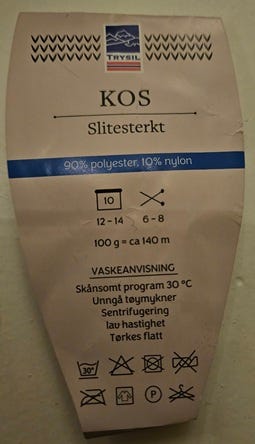 TRYSIL
KOS
Slitesterkt
90% polyester, 10% nylon
10
12 - 14 6 - 8
100 g = ca 140 m
VASKEANVISNING
Skånsomt program 30 °C
Unngå tøymykner
Sentrifugering
lav hastighet
Tørkes flatt
30°
P